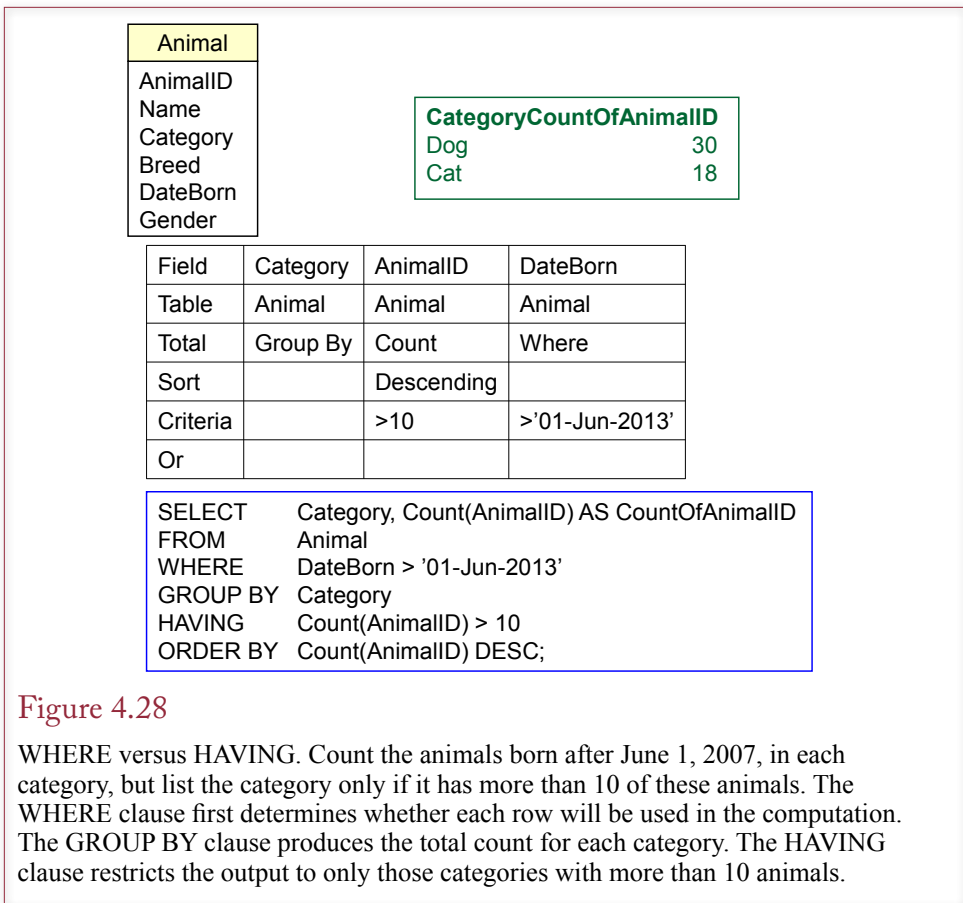 Animal
AnimalID
Name
Category
Breed
DateBorn
Gender
CategoryCountOfAnimalID
Dog 30
Cat 18
Field Category AnimalID DateBorn
Table Animal Animal Animal
Total Group By Count Where
Sort Descending
Criteria >10 >’01-Jun-2013’
Or
SELECT Category, Count(AnimalID) AS CountOfAnimalID
FROM Animal
WHERE DateBorn > ’01-Jun-2013’
GROUP BY Category
HAVING Count(AnimalID) > 10
ORDER BY Count(AnimalID) DESC;
Figure 4.28
WHERE versus HAVING. Count the animals born after June 1, 2007, in each
category, but list the category only if it has more than 10 of these animals. The
WHERE clause first determines whether each row will be used in the computation.
The GROUP BY clause produces the total count for each category. The HAVING
clause restricts the output to only those categories with more than 10 animals.